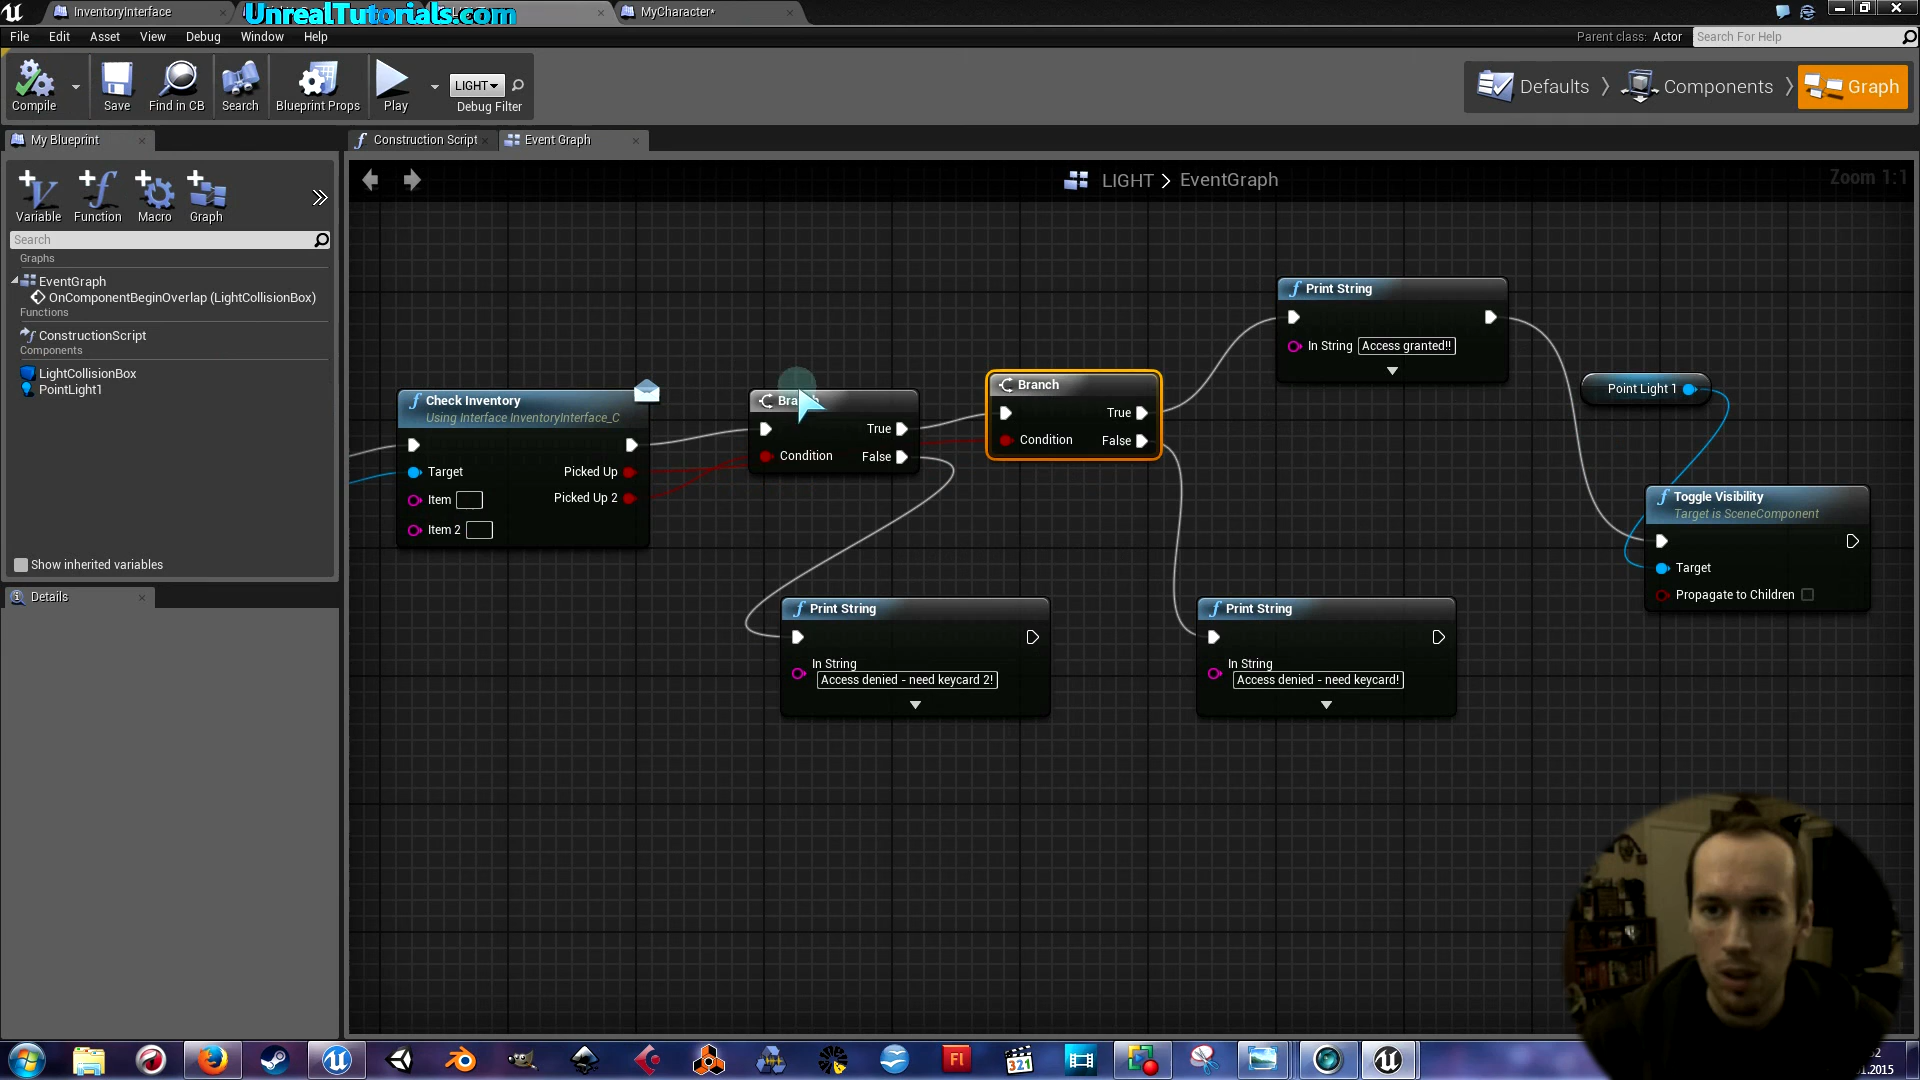 InventoryInterface
UnrealTutorials.com
MyCharacter*
File Edit Asset View Debug Window Help
Parent class: Actor
Search For Help
Compile
Save
Find in CB
Search
Blueprint Props
Play
LIGHT
Debug Filter
Defaults
Components
Graph
My Blueprint
Construction Script
Event Graph
Variable
Function
Macro
Graph
LIGHT > EventGraph
Zoom 1:1
Search
Graphs
EventGraph
OnComponentBeginOverlap (LightCollisionBox)
Functions
ConstructionScript
Components
LightCollisionBox
PointLight1
Show inherited variables
Details
Check Inventory
Using Interface InventoryInterface_C
Target
Picked Up
Item
Picked Up 2
Item 2
True
Condition
False
Branch
True
Condition
False
Print String
In String
Access granted!!
Point Light 1
Toggle Visibility
Target is SceneComponent
Target
Propagate to Children
Print String
In String
Access denied - need keycard 2!
Print String
In String
Access denied - need keycard!
Fl
321
.01.2015